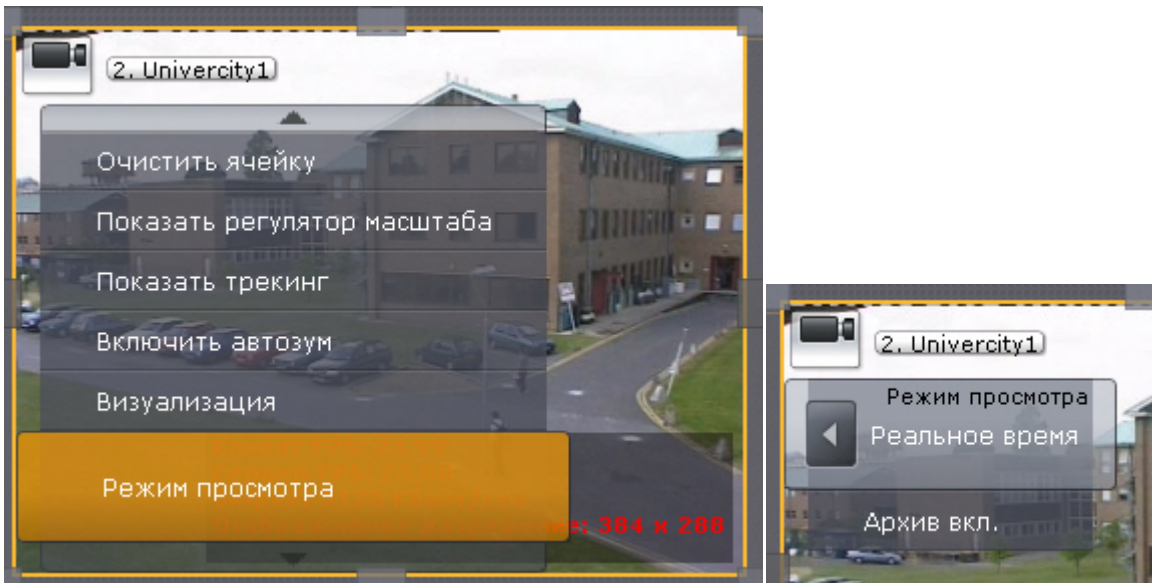 2. Univercity1
Очистить ячейку
Показать регулятор масштаба
Показать трекинг
Включить автозум
Визуализация
Режим просмотра
384 x 288
2. Univercity1
Режим просмотра
Реальное время
Архив вкл.